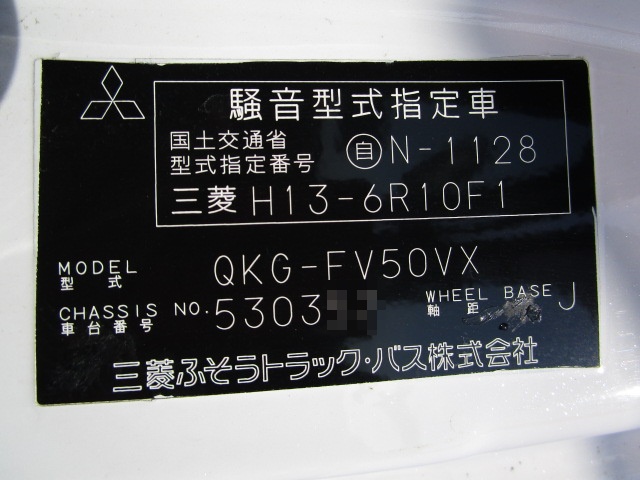 騒音型式指定車
国土交通省
型式指定番号 自N-1128
三菱 H13-6R10F1
MODEL
型式 QKG-FV50VX
CHASSIS NO.
車台番号 5303
WHEEL BASE
軸距 J
三菱ふそうトラック・バス株式会社